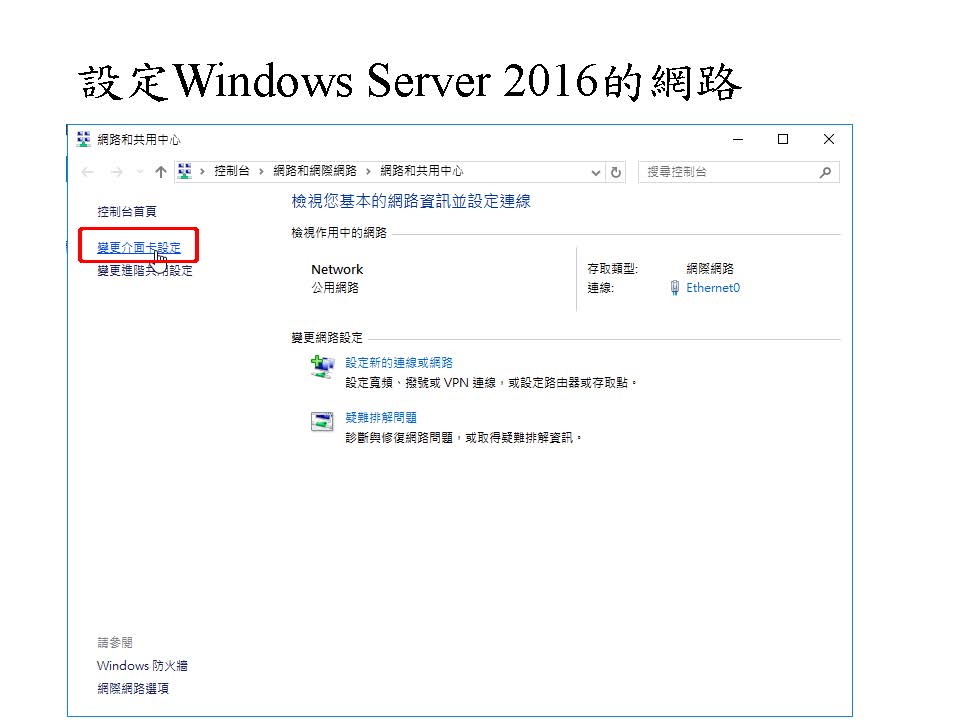 設定Windows Server 2016的網路
網路和共用中心
控制台 > 網路和網際網路 > 網路和共用中心
搜尋控制台
控制台首頁
變更介面卡設定
變更進階共用設定
檢視您基本的網路資訊並設定連線
檢視作用中的網路
Network
公用網路
存取類型: 網際網路
連線: Ethernet0
變更網路設定
設定新的連線或網路
設定寬頻、撥號或 VPN 連線，或設定路由器或存取點。
疑難排解問題
診斷與修復網路問題，或取得疑難排解資訊。
請參閱
Windows 防火牆
網際網路選項